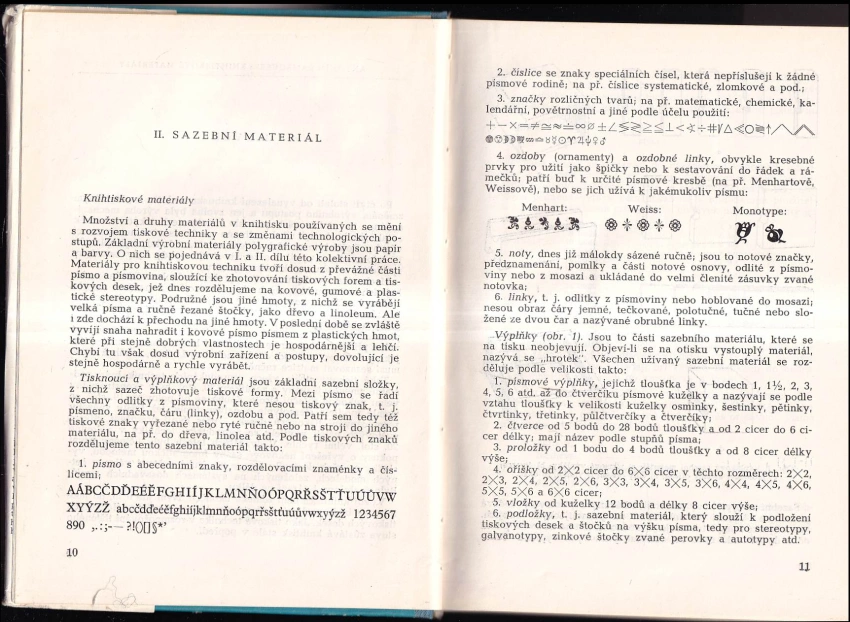 II. SAZEBNÍ MATERIÁL
Knihtiskové materiály
Množství a druhy materiálů v knihtisku používaných se mění
s rozvojem tiskové techniky a se změnami technologických po-
stupů. Základní výrobní materiály polygrafické výroby jsou papír
a barvy. O nich se pojednává v I. a II. dílu této kolektivní práce.
Materiály pro knihtiskovou techniku tvoří dosud z převážné části
písmo a písmovina, sloužící ke zhotovování tiskových forem a tis-
kových desek, jež dnes rozdělujeme na kovové, gumové a plas-
tické stereotypy. Podružné jsou jiné hmoty, z nichž se vyrábějí
velká písma a ručně řezané štočky, jako dřevo a linoleum. Ale
i zde dochází k přechodu na jiné hmoty. V poslední době se zvláště
vyvíjí snaha nahradit i kovové písmo písmem z plastických hmot,
které při stejně dobrých vlastnostech je hospodárnější a lehčí.
Chybí tu však dosud výrobní zařízení a postupy, dovolující je
stejně hospodárně a rychle vyrábět.
Tisknoucí a výplňkový materiál jsou základní sazební složky,
z nichž sazeč zhotovuje tiskové formy. Mezi písmo se řadí
všechny odlitky z písmoviny, které nesou tiskový znak, t. j.
písmeno, značku, čáru (linky), ozdobu a pod. Patří sem tedy též
tiskové znaky vyřezané nebo ryté ručně nebo na stroji do jiného
materiálu, na př. do dřeva, linolea atd. Podle tiskových znaků
rozdělujeme tento sazební materiál takto:
1. písmo s abecedními znaky, rozdělovacími znaménky a čís-
licemi;
AÁBCČDĎEÉĚFGHIÍJKLMNŇOÓPQRŘSŠTŤUÚŮVW
XYÝZŽ abcčdďeéěfghiíjklmnňoópqrřsštťuúůvwxyýzž 1234567
890 ,.:;-— ?!()[]§*’
10
2. číslice se znaky speciálních čísel, která nepříslušejí k žádné
písmové rodině; na př. číslice systematické, zlomkové a pod.;
3. značky rozličných tvarů; na př. matematické, chemické, ka-
lendářní, povětrnostní a jiné podle účelu použití:
4. ozdoby (ornamenty) a ozdobné linky, obvykle kresebné
prvky pro užití jako špičky nebo k sestavování do řádek a rá-
mečků; patří buď k určité písmové kresbě (na př. Menhartově,
Weissově), nebo se jich užívá k jakémukoliv písmu:
Menhart: Weiss: Monotype:
5. noty, dnes již málokdy sázené ručně; jsou to notové značky,
předznamenání, pomlky a části notové osnovy, odlité z písmo-
viny nebo z mosazi a ukládané do velmi členité zásuvky zvané
notovka;
6. linky, t. j. odlitky z písmoviny nebo hoblované do mosazi;
nesou obraz čáry jemné, tečkované, polotučné, tučné nebo slo-
žené ze dvou čar a nazývané obrubné linky.
Výplňky (obr. 1). Jsou to části sazebního materiálu, které se
na tisku neobjevují. Objeví-li se na otisku vystouplý materiál,
nazývá se „hrotek”. Všechen užívaný sazební materiál se roz-
děluje podle velikosti takto:
1. písmové výplňky, jejichž tloušťka je v bodech 1, 1½, 2, 3,
4, 5, 6 atd. až do čtverčíku písmové kuželky a nazývají se podle
vztahu tloušťky k velikosti kuželky osminky, šestinky, pětinky,
čtvrtinky, třetinky, půlčtverčíky a čtverčíky;
2. čtverce od 5 bodů do 28 bodů tloušťky a od 2 cicer do 6 ci-
cer délky; mají název podle stupňů písma;
3. proložky od 1 bodu do 4 bodů tloušťky a od 8 cicer délky
výše;
4. oříšky od 2×2 cicer do 6×6 cicer v těchto rozměrech: 2×2,
2×3, 2×4, 2×5, 2×6, 3×3, 3×4, 3×5, 3×6, 4×4, 4×5, 4×6,
5×5, 5×6 a 6×6 cicer;
5. vložky od kuželky 12 bodů a délky 8 cicer výše;
6. podložky, t. j. sazební materiál, který slouží k podložení
tiskových desek a štočků na výšku písma, tedy pro stereotypy,
galvanotypy, zinkové štočky zvané perovky a autotypy atd.
11